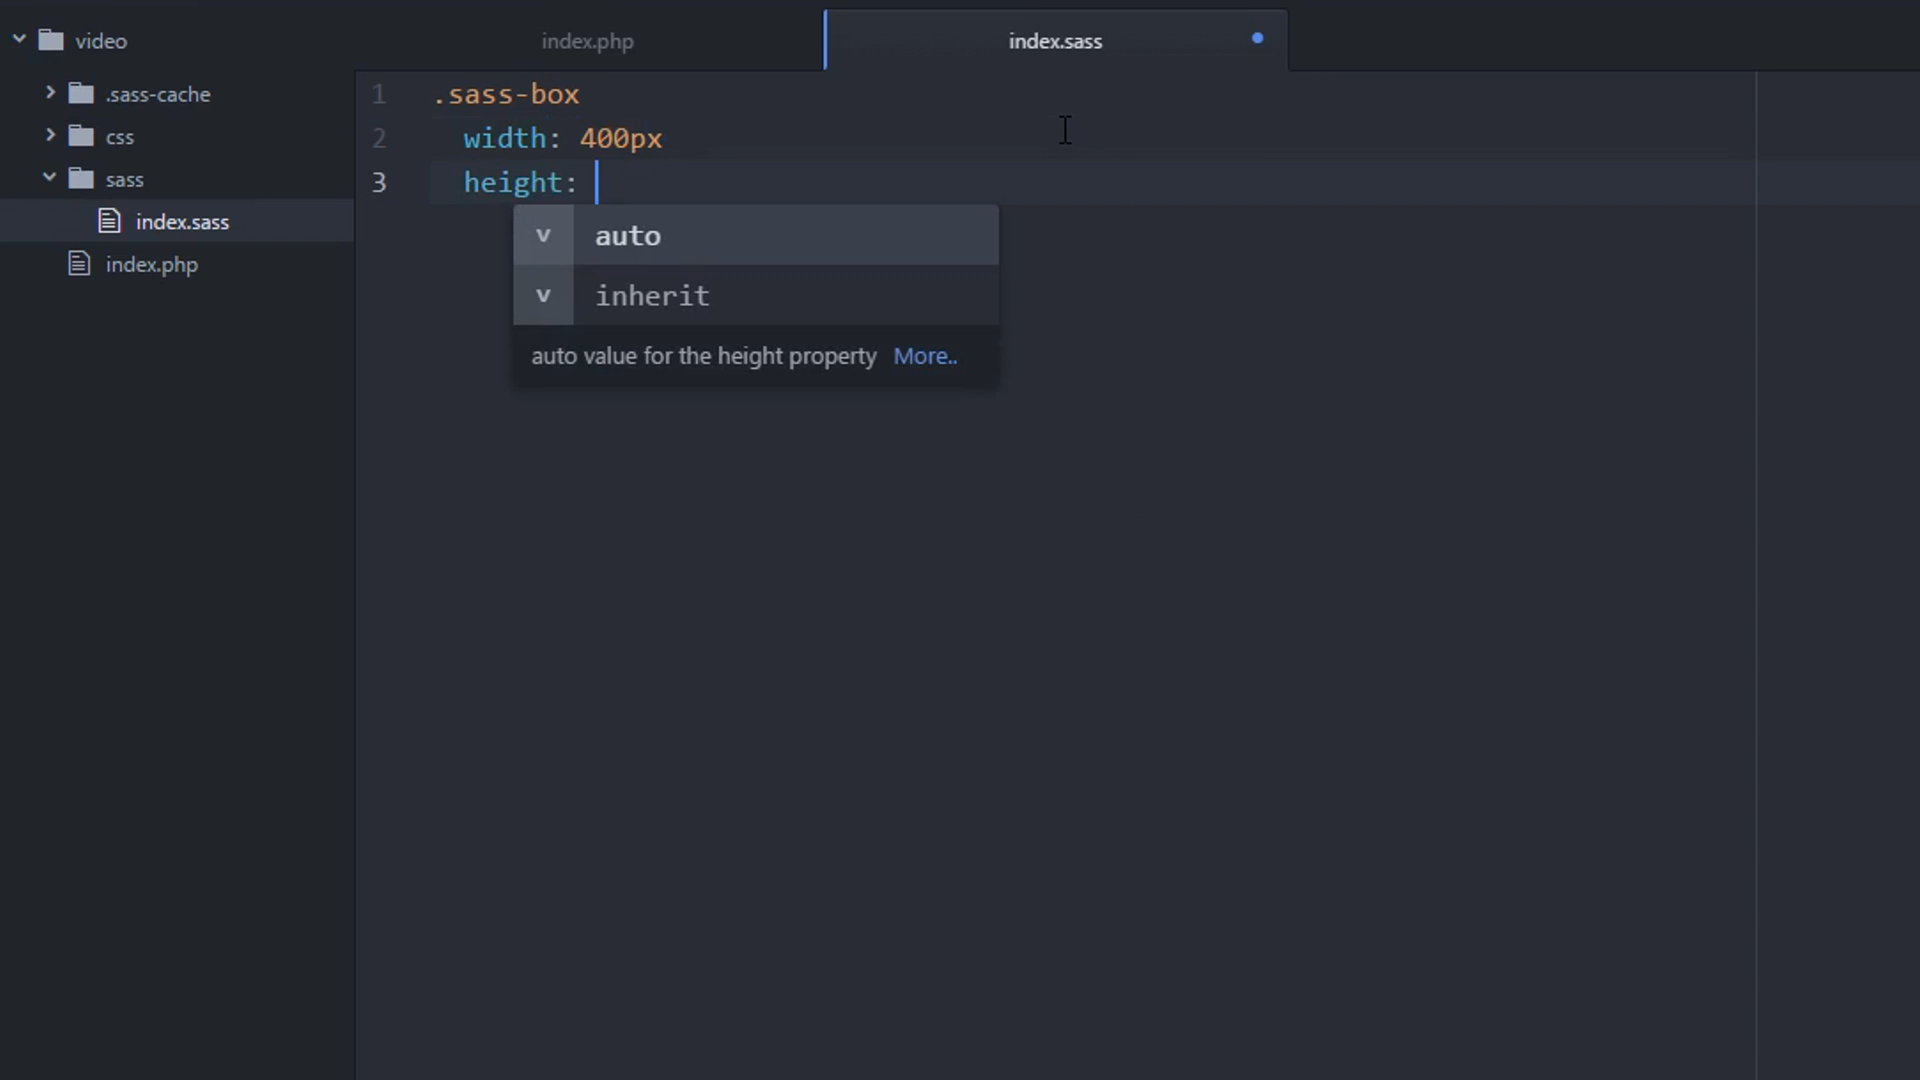 video
.sass-cache
css
sass
index.sass
index.php
index.php
index.sass
1 .sass-box
2 width: 400px
3 height:
v auto
v inherit
auto value for the height property More..